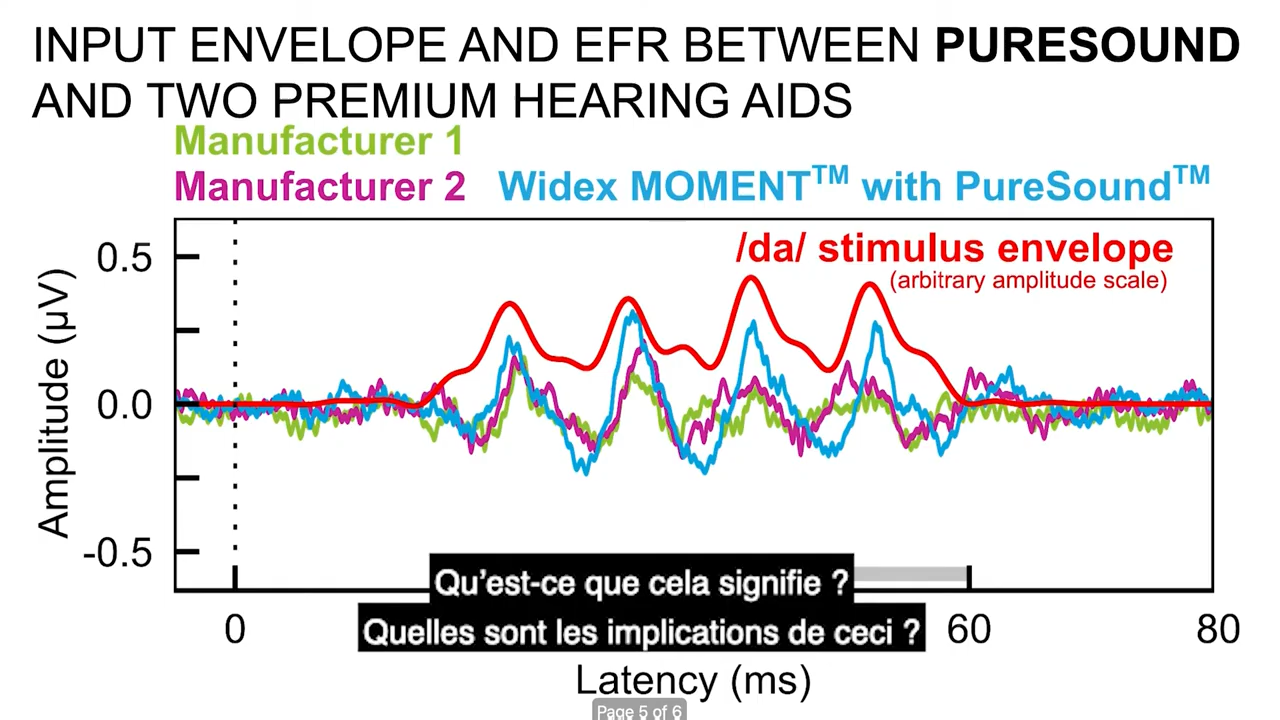 INPUT ENVELOPE AND EFR BETWEEN PURESOUND
AND TWO PREMIUM HEARING AIDS
Manufacturer 1
Manufacturer 2 Widex MOMENT™ with PureSound™
/da/ stimulus envelope
(arbitrary amplitude scale)
Amplitude (µV)
0.5
0.0
-0.5
Qu'est-ce que cela signifie ?
Quelles sont les implications de ceci ?
0 60 80
Latency (ms)
Page 5 of 6